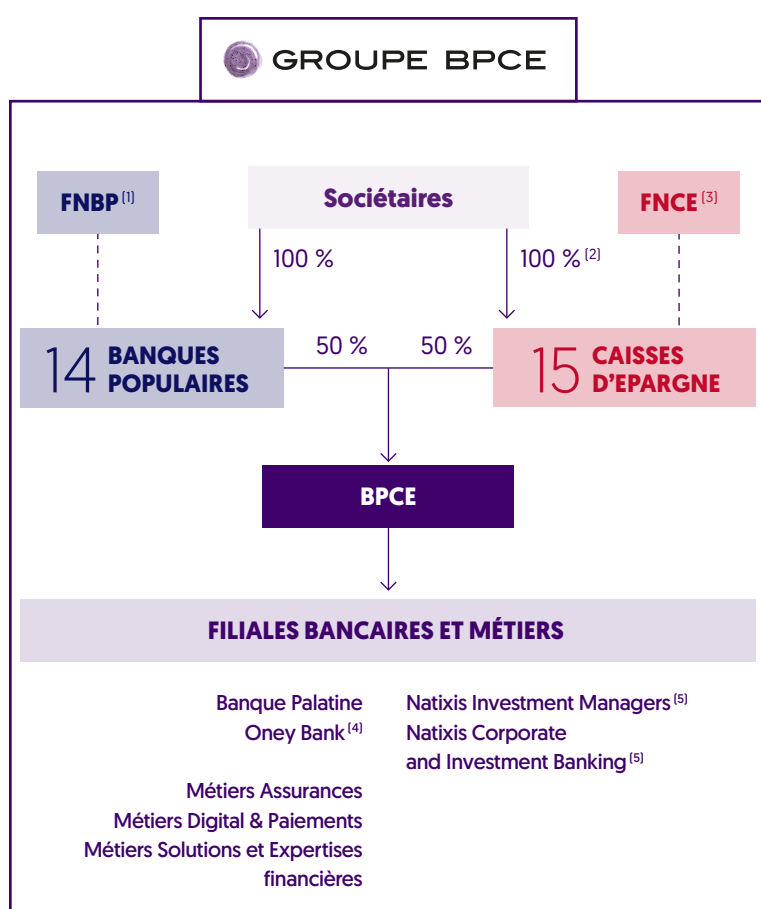 GROUPE BPCE
FNBP (1)
Sociétaires
FNCE (3)
100 %
100 % (2)
14 BANQUES
POPULAIRES
50 %
50 %
15 CAISSES
D'EPARGNE
BPCE
FILIALES BANCAIRES ET MÉTIERS
Banque Palatine
Oney Bank (4)
Métiers Assurances
Métiers Digital & Paiements
Métiers Solutions et Expertises
financières
Natixis Investment Managers (5)
Natixis Corporate
and Investment Banking (5)